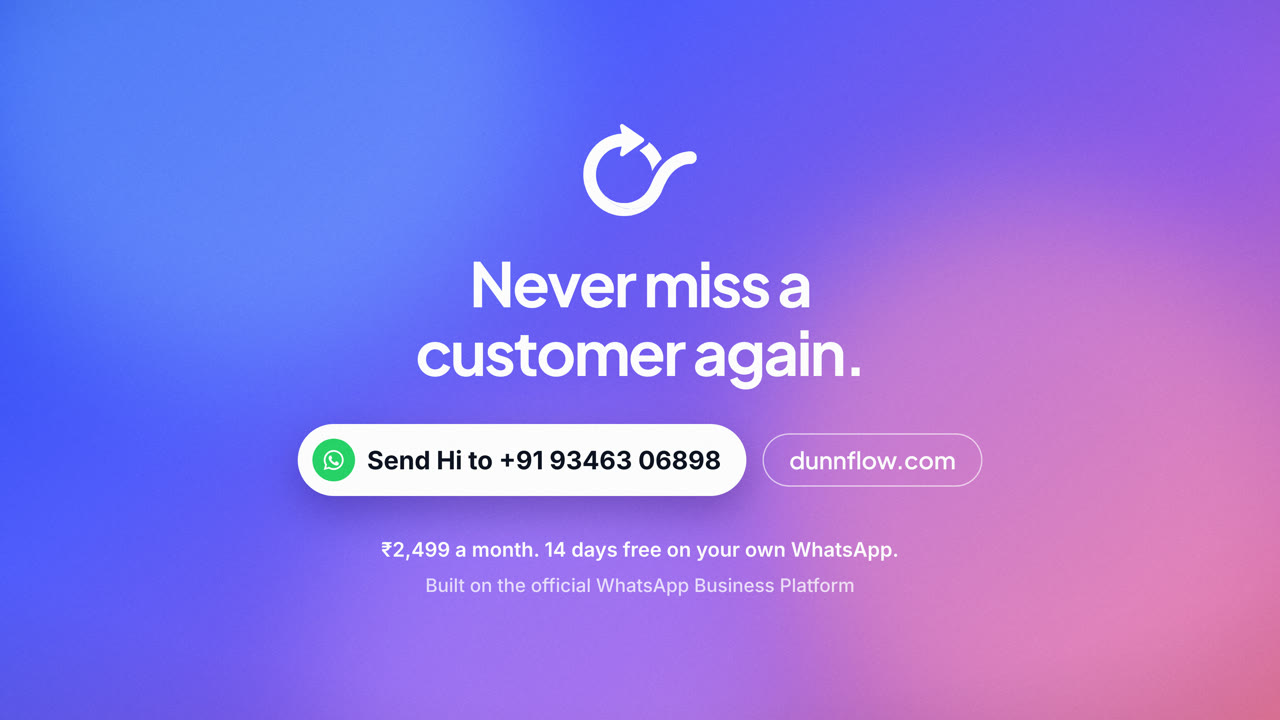 Never miss a
customer again.
Send Hi to +91 93463 06898
dunnflow.com
₹2,499 a month. 14 days free on your own WhatsApp.
Built on the official WhatsApp Business Platform